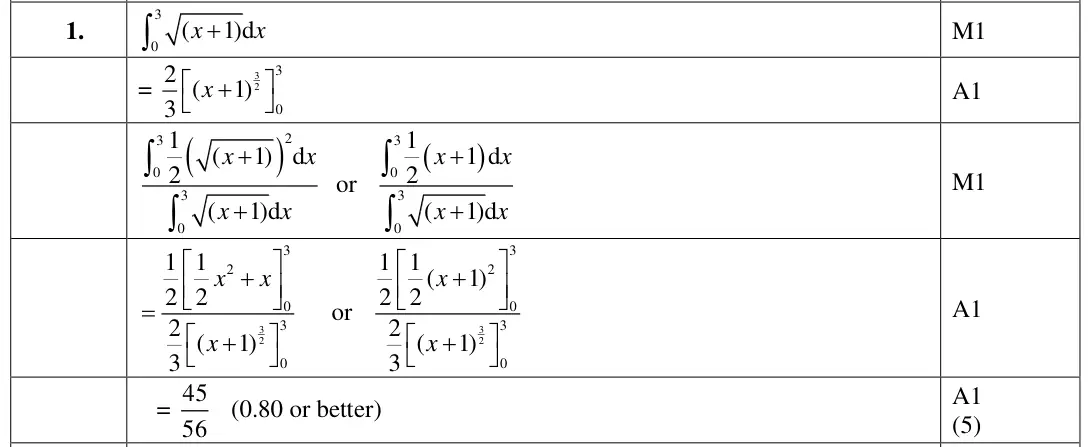 1. ∫₀³ √(x+1)dx M1
= 2/3 [(x+1)^(3/2)]₀³ A1
∫₀³ 1/2 (√(x+1))² dx / ∫₀³ √(x+1)dx or ∫₀³ 1/2 (x+1)dx / ∫₀³ √(x+1)dx M1
= 1/2 [1/2 x² + x]₀³ / 2/3 [(x+1)^(3/2)]₀³ or 1/2 [1/2 (x+1)²]₀³ / 2/3 [(x+1)^(3/2)]₀³ A1
= 45/56 (0.80 or better) A1
(5)